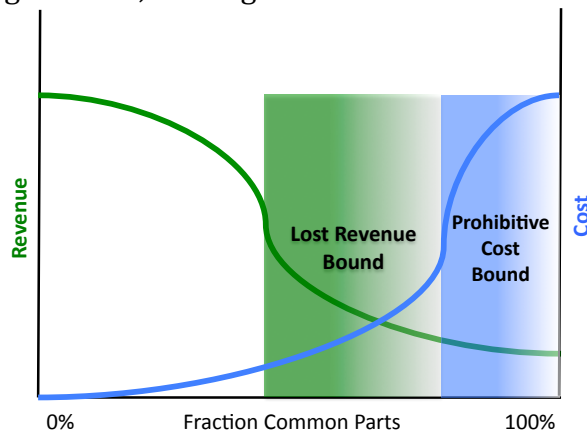 Revenue
Lost Revenue
Bound
Prohibitive
Cost
Bound
Cost
0%
Fraction Common Parts
100%